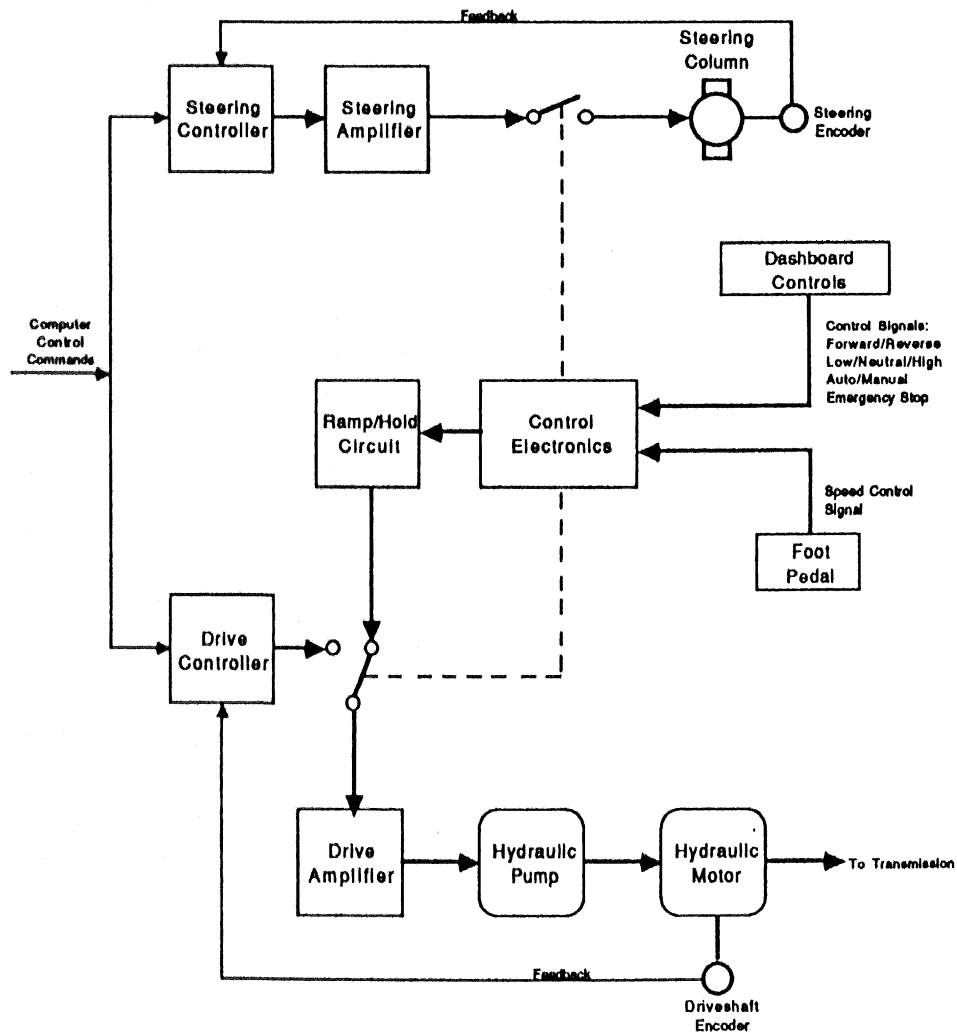 Feedback
Steering
Column
Steering
Controller
Steering
Amplifier
Steering
Encoder
Dashboard
Controls
Computer
Control
Commands
Control Signals:
Forward/Reverse
Low/Neutral/High
Auto/Manual
Emergency Stop
Ramp/Hold
Circuit
Control
Electronics
Speed Control
Signal
Foot
Pedal
Drive
Controller
Drive
Amplifier
Hydraulic
Pump
Hydraulic
Motor
To Transmission
Feedback
Driveshaft
Encoder